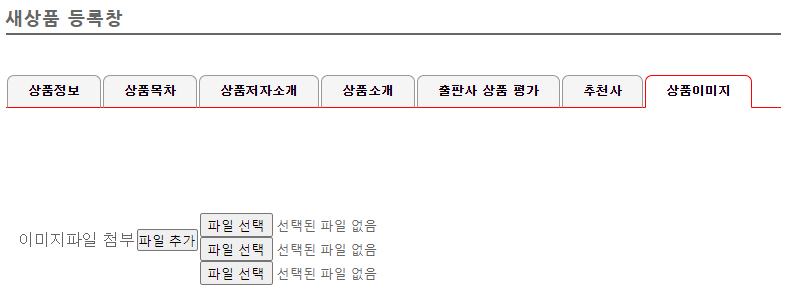 새상품 등록창
상품정보 상품목차 상품저자소개 상품소개 출판사 상품 평가 추천사 상품이미지
파일 선택 선택된 파일 없음
이미지파일 첨부 파일 추가 파일 선택 선택된 파일 없음
파일 선택 선택된 파일 없음